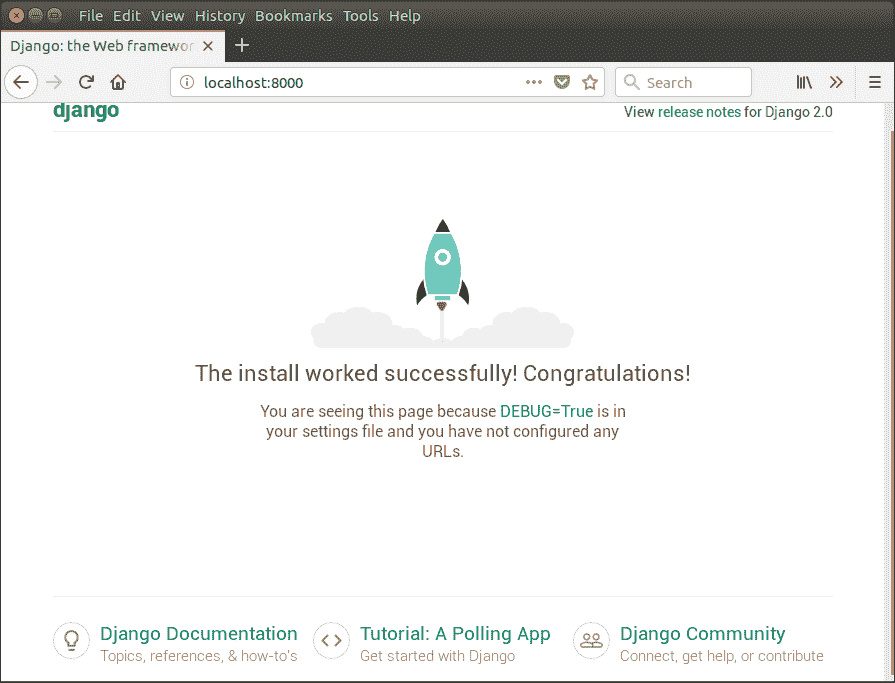 File Edit View History Bookmarks Tools Help
Django: the Web framewor
localhost:8000
Search
django
View release notes for Django 2.0
The install worked successfully! Congratulations!
You are seeing this page because DEBUG=True is in
your settings file and you have not configured any
URLs.
Django Documentation
Topics, references, & how-to's
Tutorial: A Polling App
Get started with Django
Django Community
Connect, get help, or contribute